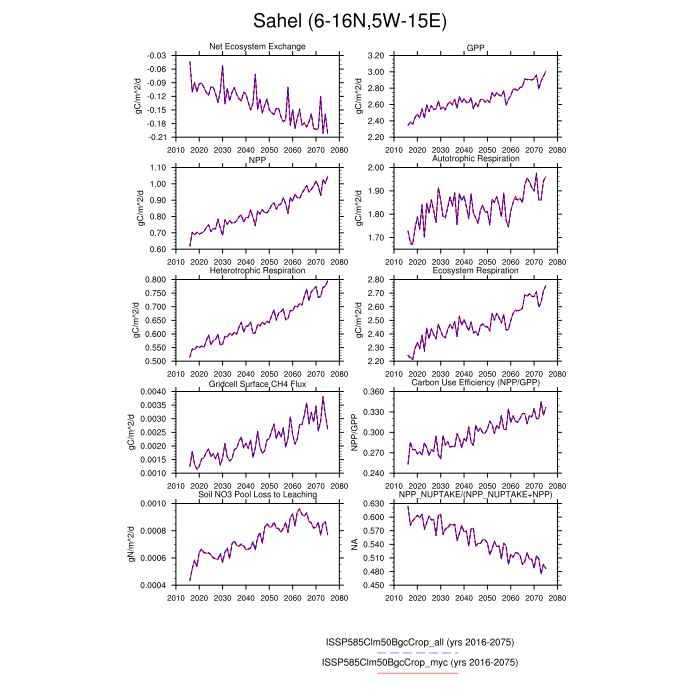 Sahel (6-16N,5W-15E)
Net Ecosystem Exchange
GPP
gC/m^2/d
-0.03
-0.06
-0.09
-0.12
-0.15
-0.18
-0.21
2010 2020 2030 2040 2050 2060 2070 2080
gC/m^2/d
3.20
3.00
2.80
2.60
2.40
2.20
2010 2020 2030 2040 2050 2060 2070 2080
NPP
Autotrophic Respiration
gC/m^2/d
1.10
1.00
0.90
0.80
0.70
0.60
2010 2020 2030 2040 2050 2060 2070 2080
gC/m^2/d
2.00
1.90
1.80
1.70
2010 2020 2030 2040 2050 2060 2070 2080
Heterotrophic Respiration
Ecosystem Respiration
gC/m^2/d
0.800
0.750
0.700
0.650
0.600
0.550
0.500
2010 2020 2030 2040 2050 2060 2070 2080
gC/m^2/d
2.80
2.70
2.60
2.50
2.40
2.30
2.20
2010 2020 2030 2040 2050 2060 2070 2080
Gridcell Surface CH4 Flux
Carbon Use Efficiency (NPP/GPP)
gC/m^2/d
0.0040
0.0035
0.0030
0.0025
0.0020
0.0015
0.0010
2010 2020 2030 2040 2050 2060 2070 2080
NPP/GPP
0.360
0.330
0.300
0.270
0.240
2010 2020 2030 2040 2050 2060 2070 2080
Soil NO3 Pool Loss to Leaching
NPP_NUPTAKE/(NPP_NUPTAKE+NPP)
gN/m^2/d
0.0010
0.0008
0.0006
0.0004
2010 2020 2030 2040 2050 2060 2070 2080
NA
0.630
0.600
0.570
0.540
0.510
0.480
0.450
2010 2020 2030 2040 2050 2060 2070 2080
ISSP585Clm50BgcCrop_all (yrs 2016-2075)
ISSP585Clm50BgcCrop_myc (yrs 2016-2075)